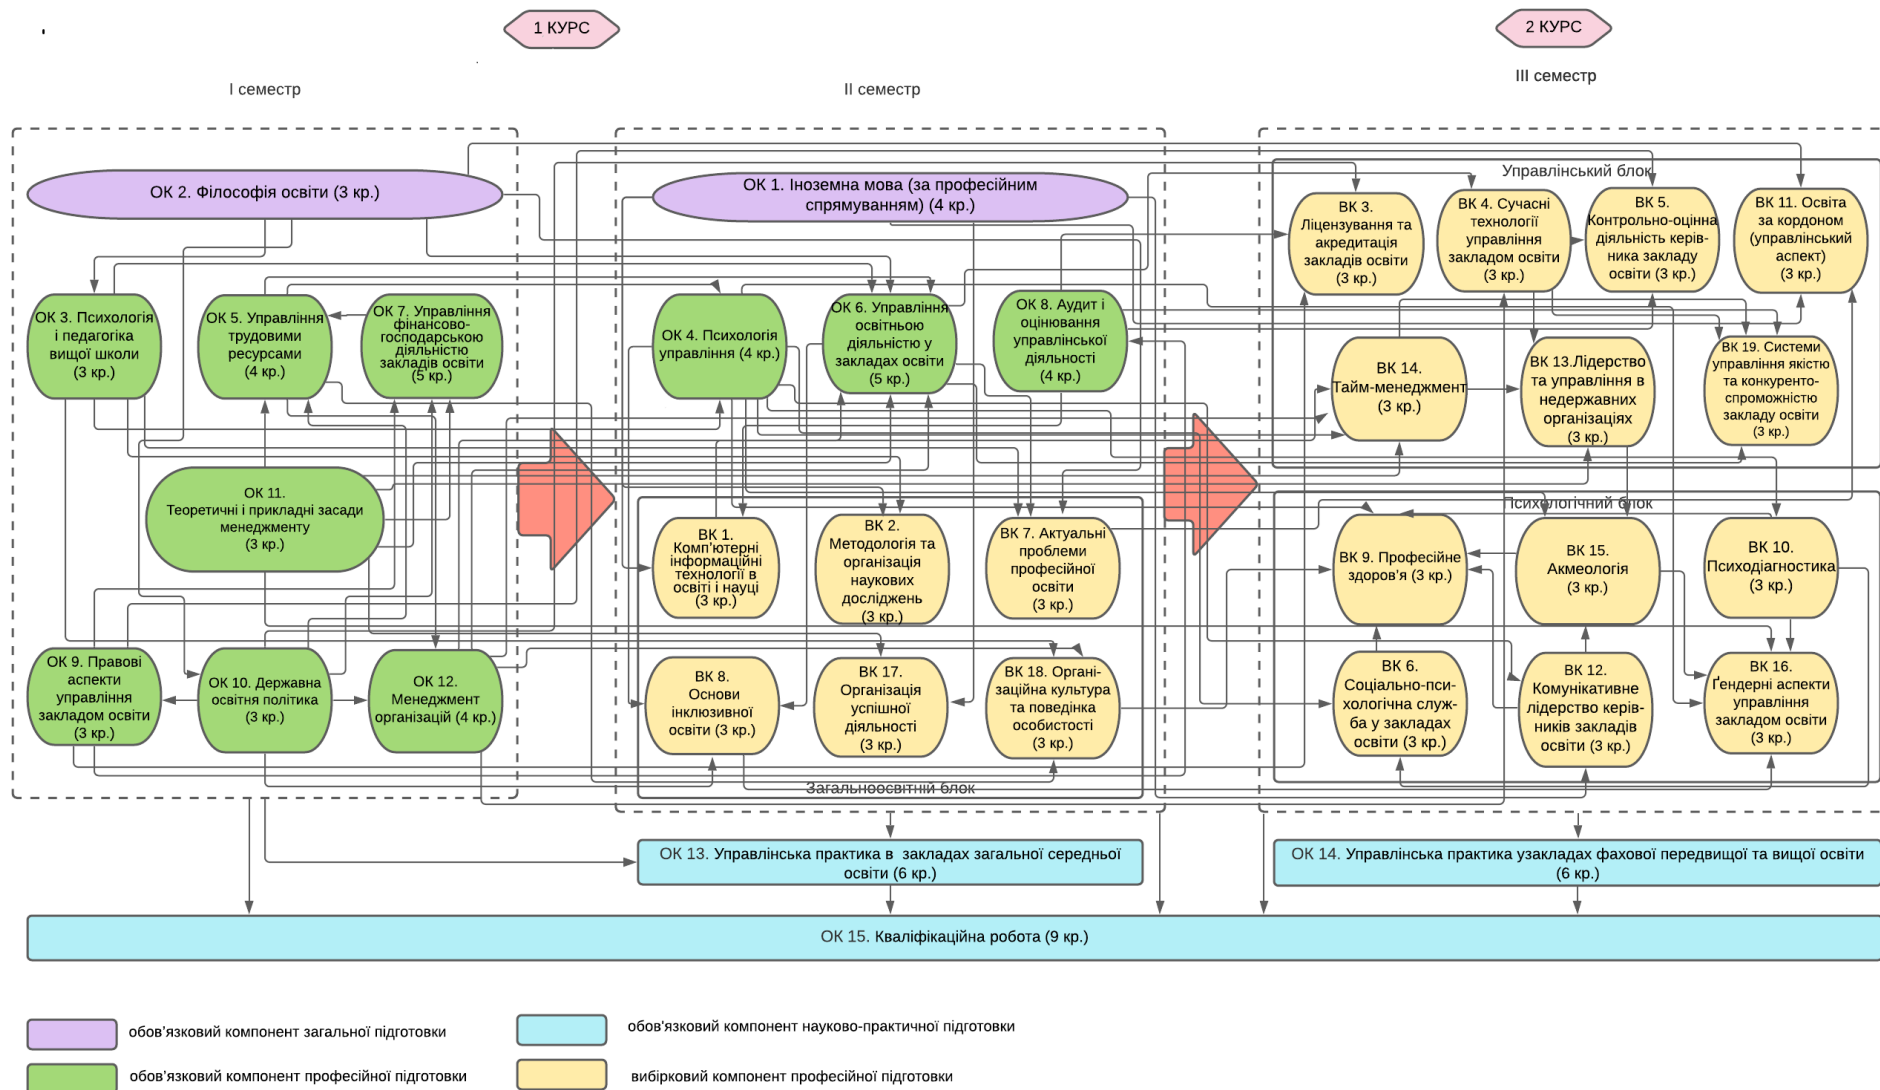 1 КУРС
2 КУРС
I семестр
II семестр
III семестр
ОК 2. Філософія освіти (3 кр.)
ОК 3. Психологія
і педагогіка
вищої школи
(3 кр.)
ОК 5. Управління
трудовими
ресурсами
(4 кр.)
ОК 7. Управління
фінансово-
господарською
діяльністю
закладів освіти
(5 кр.)
ОК 11.
Теоретичні і прикладні засади
менеджменту
(3 кр.)
ОК 9. Правові
аспекти
управління
закладом освіти
(3 кр.)
ОК 10. Державна
освітня політика
(3 кр.)
ОК 12.
Менеджмент
організацій (4 кр.)
ОК 1. Іноземна мова (за професійним
спрямуванням) (4 кр.)
ОК 4. Психологія
управління (4 кр.)
ОК 6. Управління
освітньою
діяльністю у
закладах освіти
(5 кр.)
ОК 8. Аудит і
оцінювання
управлінської
діяльності
(4 кр.)
ВК 1.
Комп'ютерні
інформаційні
технології в
освіті і науці
(3 кр.)
ВК 2.
Методологія та
організація
наукових
досліджень
(3 кр.)
ВК 7. Актуальні
проблеми
професійної
освіти
(3 кр.)
ВК 8.
Основи
інклюзивної
освіти (3 кр.)
ВК 17.
Організація
успішної
діяльності
(3 кр.)
ВК 18. Органі-
заційна культура
та поведінка
особистості
(3 кр.)
Загальноосвітній блок
Управлінський блок
ВК 3.
Ліцензування та
акредитація
закладів освіти
(3 кр.)
ВК 4. Сучасні
технології
управління
закладом освіти
(3 кр.)
ВК 5.
Контрольно-оцінна
діяльність керів-
ника закладу
освіти (3 кр.)
ВК 11. Освіта
за кордоном
(управлінський
аспект)
(3 кр.)
ВК 14.
Тайм-менеджмент
(3 кр.)
ВК 13.Лідерство
та управління в
недержавних
організаціях
(3 кр.)
ВК 19. Системи
управління якістю
та конкуренто-
спроможністю
закладу освіти
(3 кр.)
Психологічний блок
ВК 9. Професійне
здоров'я (3 кр.)
ВК 15.
Акмеологія
(3 кр.)
ВК 10.
Психодіагностика
(3 кр.)
ВК 6.
Соціально-пси-
хологічна служ-
ба у закладах
освіти (3 кр.)
ВК 12.
Комунікативне
лідерство керів-
ників закладів
освіти (3 кр.)
ВК 16.
Ґендерні аспекти
управління
закладом освіти
(3 кр.)
ОК 13. Управлінська практика в закладах загальної середньої
освіти (6 кр.)
ОК 14. Управлінська практика узакладах фахової передвищої та вищої освіти
(6 кр.)
ОК 15. Кваліфікаційна робота (9 кр.)
обов'язковий компонент загальної підготовки
обов'язковий компонент науково-практичної підготовки
обов'язковий компонент професійної підготовки
вибірковий компонент професійної підготовки